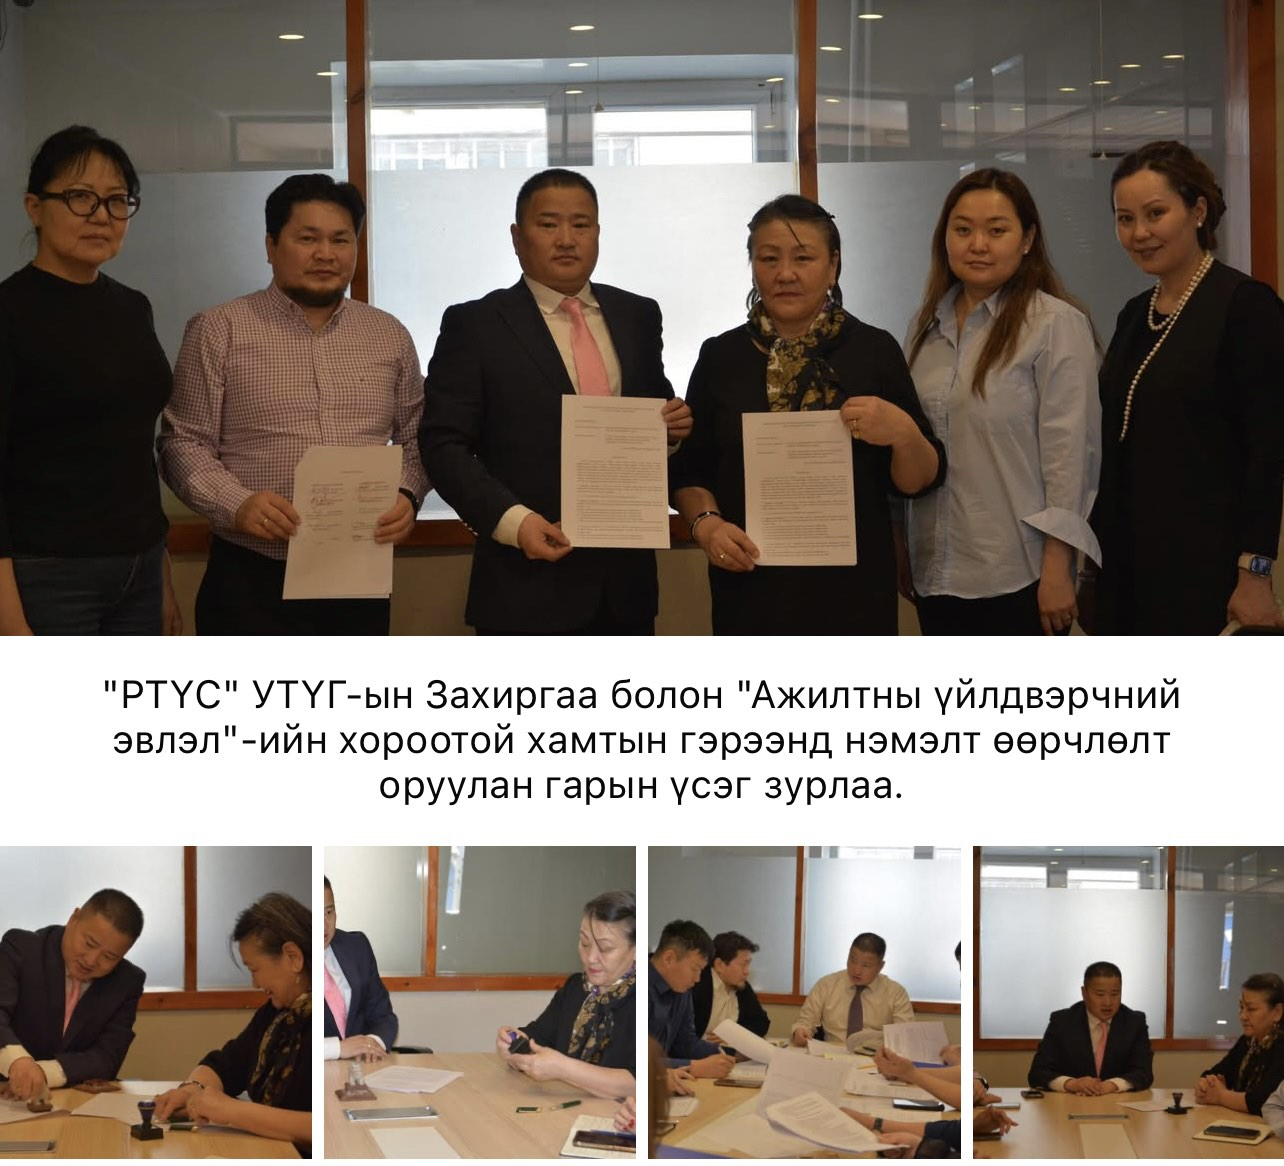 "РТҮС" УТҮГ-ын Захиргаа болон "Ажилтны үйлдвэрчний
эвлэл"-ийн хороотой хамтын гэрээнд нэмэлт өөрчлөлт
оруулан гарын үсэг зурлаа.